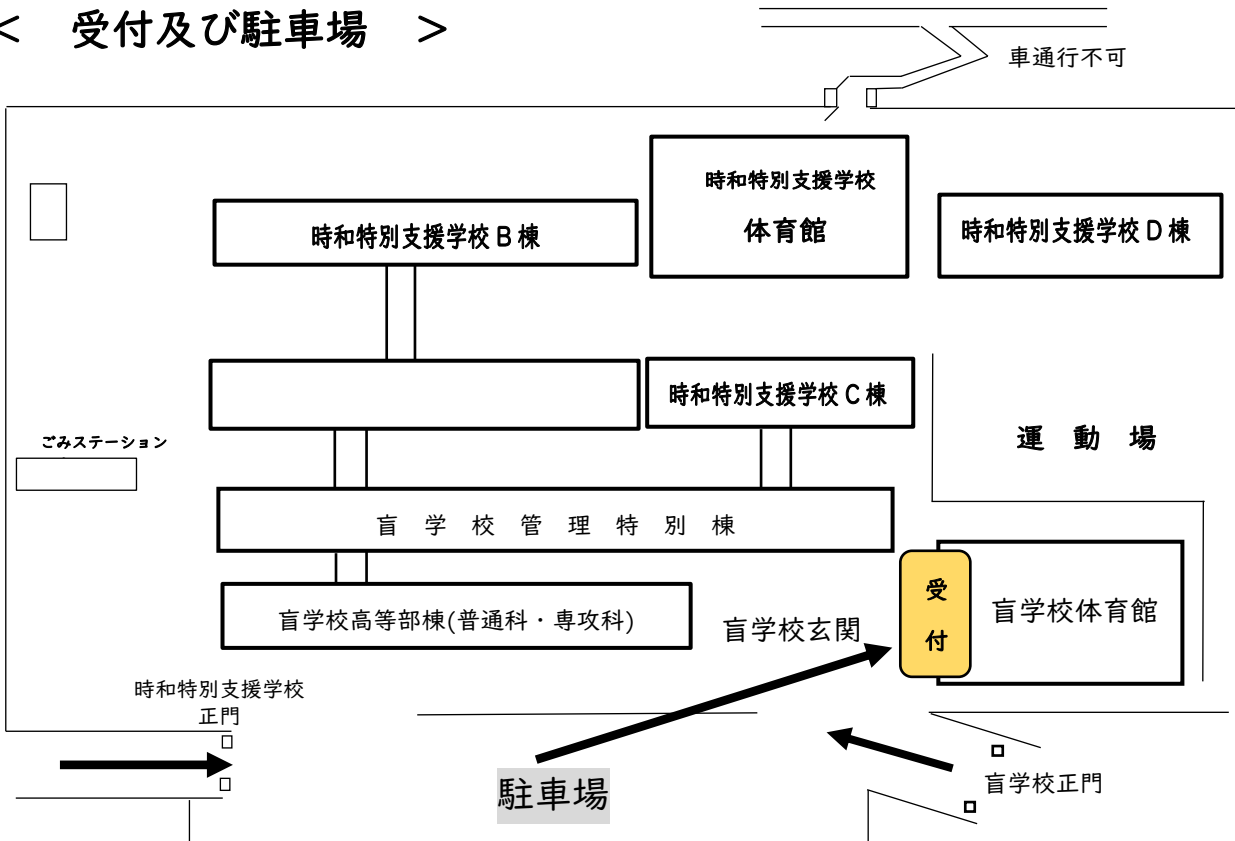 < 受付及び駐車場 >
車通行不可
時和特別支援学校
体育館
時和特別支援学校B棟
時和特別支援学校D棟
時和特別支援学校C棟
運 動 場
ごみステーション
盲 学 校 管 理 特 別 棟
受
付
盲学校体育館
盲学校高等部棟(普通科・専攻科)
盲学校玄関
時和特別支援学校
正門
駐車場
盲学校正門